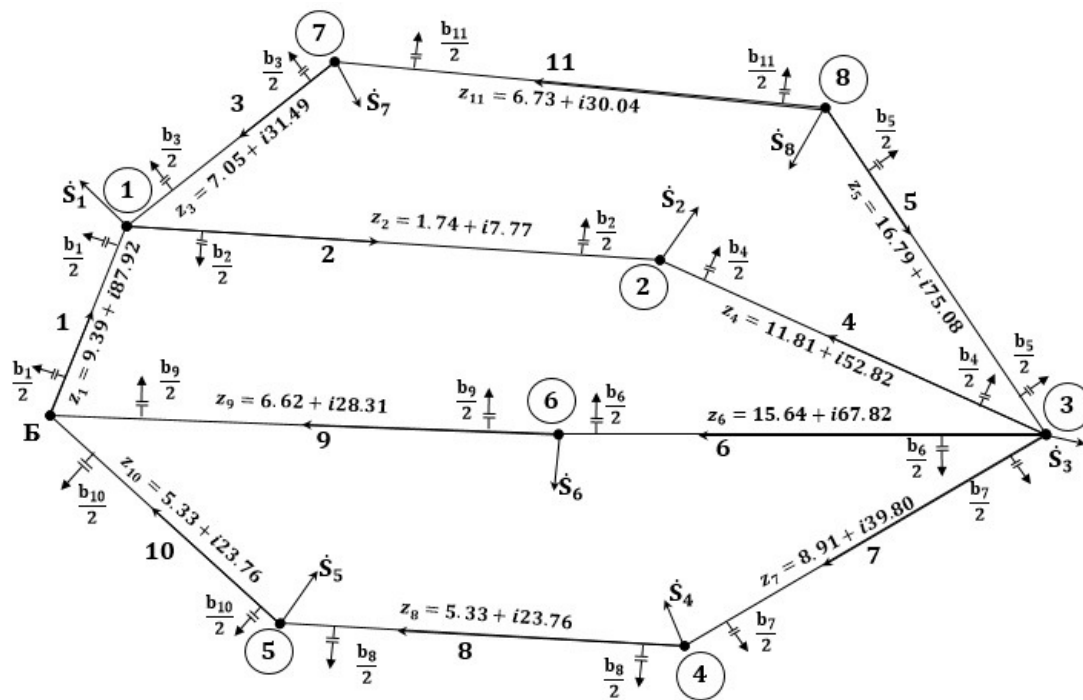 7
b₁₁/2
11
b₁₁/2
8
b₃/2
z₁₁ = 6.73 + i30.04
Ṡ₇
3
z₃ = 7.05 + i31.49
b₃/2
Ṡ₈
b₅/2
5
z₅ = 16.79 + i75.08
Ṡ₁
1
b₁/2
b₂/2
z₂ = 1.74 + i7.77
2
b₂/2
Ṡ₂
2
b₄/2
1
z₁ = 9.39 + i87.92
4
z₄ = 11.81 + i52.82
b₄/2
b₅/2
b₁/2
b₉/2
z₉ = 6.62 + i28.31
b₉/2
6
b₆/2
z₆ = 15.64 + i67.82
3
Б
9
6
b₆/2
Ṡ₃
Ṡ₆
b₁₀/2
z₁₀ = 5.33 + i23.76
b₇/2
10
z₇ = 8.91 + i39.80
7
Ṡ₅
Ṡ₄
b₁₀/2
5
z₈ = 5.33 + i23.76
b₈/2
8
b₈/2
4
b₇/2